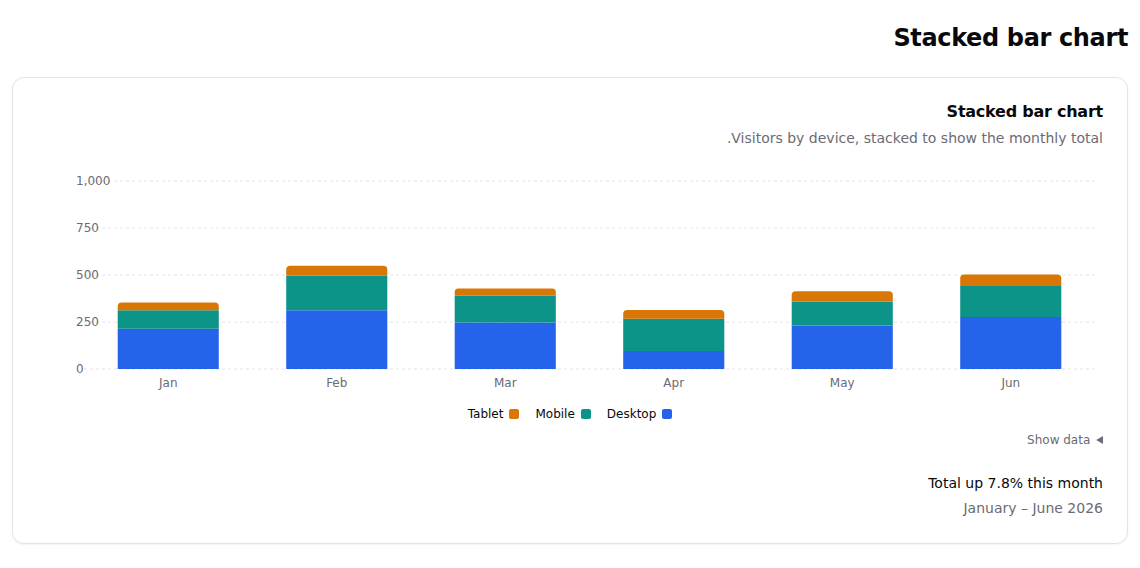 Stacked bar chart
Stacked bar chart
.Visitors by device, stacked to show the monthly total
1,000
750
500
250
0
Jan Feb Mar Apr May Jun
Tablet Mobile Desktop
Show data
Total up 7.8% this month
January – June 2026